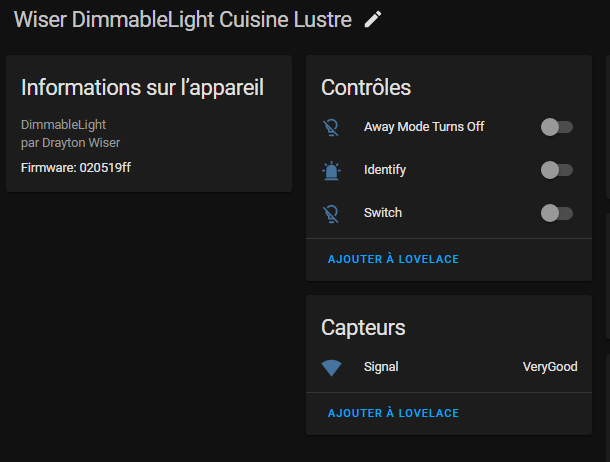 Wiser DimmableLight Cuisine Lustre
Informations sur l’appareil
DimmableLight
par Drayton Wiser
Firmware: 020519ff
Contrôles
Away Mode Turns Off
Identify
Switch
AJOUTER À LOVELACE
Capteurs
Signal VeryGood
AJOUTER À LOVELACE